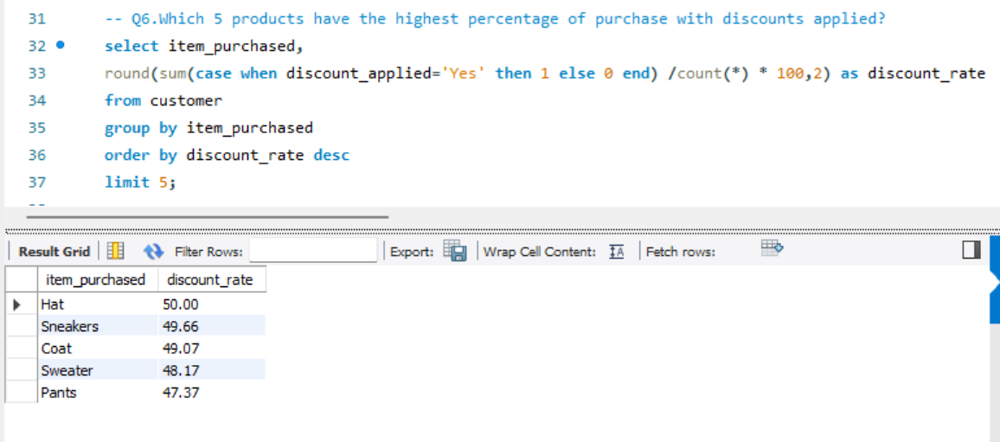 31 -- Q6.Which 5 products have the highest percentage of purchase with discounts applied?
32 select item_purchased,
33 round(sum(case when discount_applied='Yes' then 1 else 0 end) /count(*) * 100,2) as discount_rate
34 from customer
35 group by item_purchased
36 order by discount_rate desc
37 limit 5;
Result Grid Filter Rows: Export: Wrap Cell Content: IA Fetch rows:
item_purchased discount_rate
Hat 50.00
Sneakers 49.66
Coat 49.07
Sweater 48.17
Pants 47.37